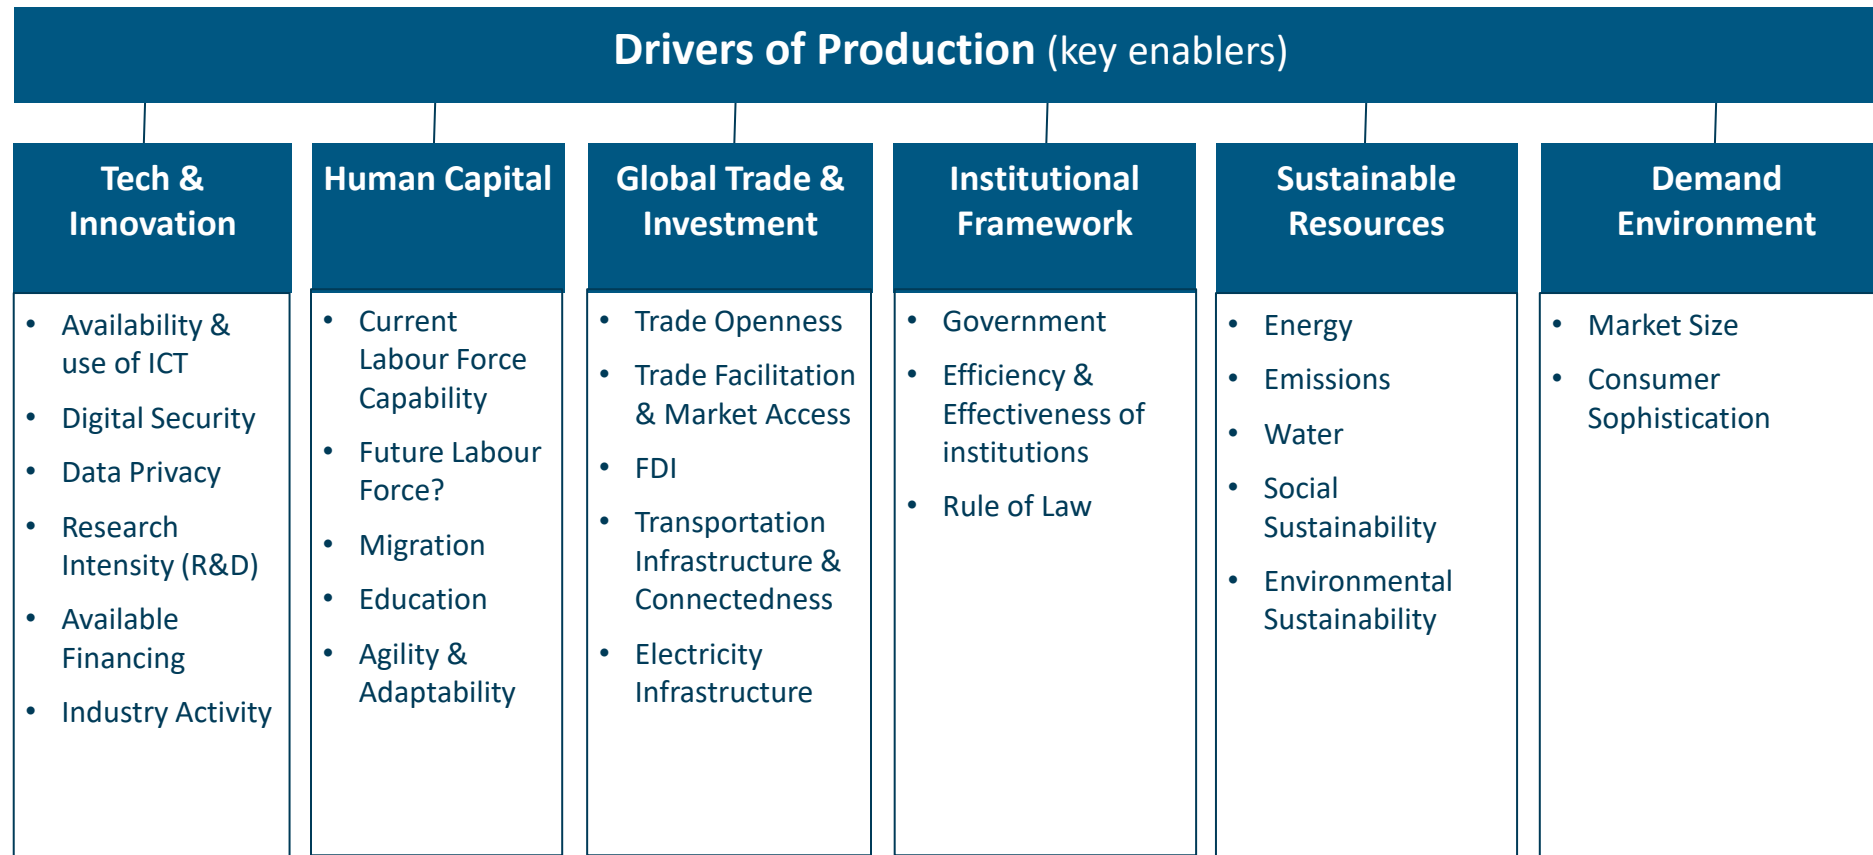 Drivers of Production (key enablers)
Tech &
Innovation
• Availability &
use of ICT
• Digital Security
• Data Privacy
• Research
Intensity (R&D)
• Available
Financing
• Industry Activity
Human Capital
• Current
Labour Force
Capability
• Future Labour
Force?
• Migration
• Education
• Agility &
Adaptability
Global Trade &
Investment
• Trade Openness
• Trade Facilitation
& Market Access
• FDI
• Transportation
Infrastructure &
Connectedness
• Electricity
Infrastructure
Institutional
Framework
• Government
• Efficiency &
Effectiveness of
institutions
• Rule of Law
Sustainable
Resources
• Energy
• Emissions
• Water
• Social
Sustainability
• Environmental
Sustainability
Demand
Environment
• Market Size
• Consumer
Sophistication